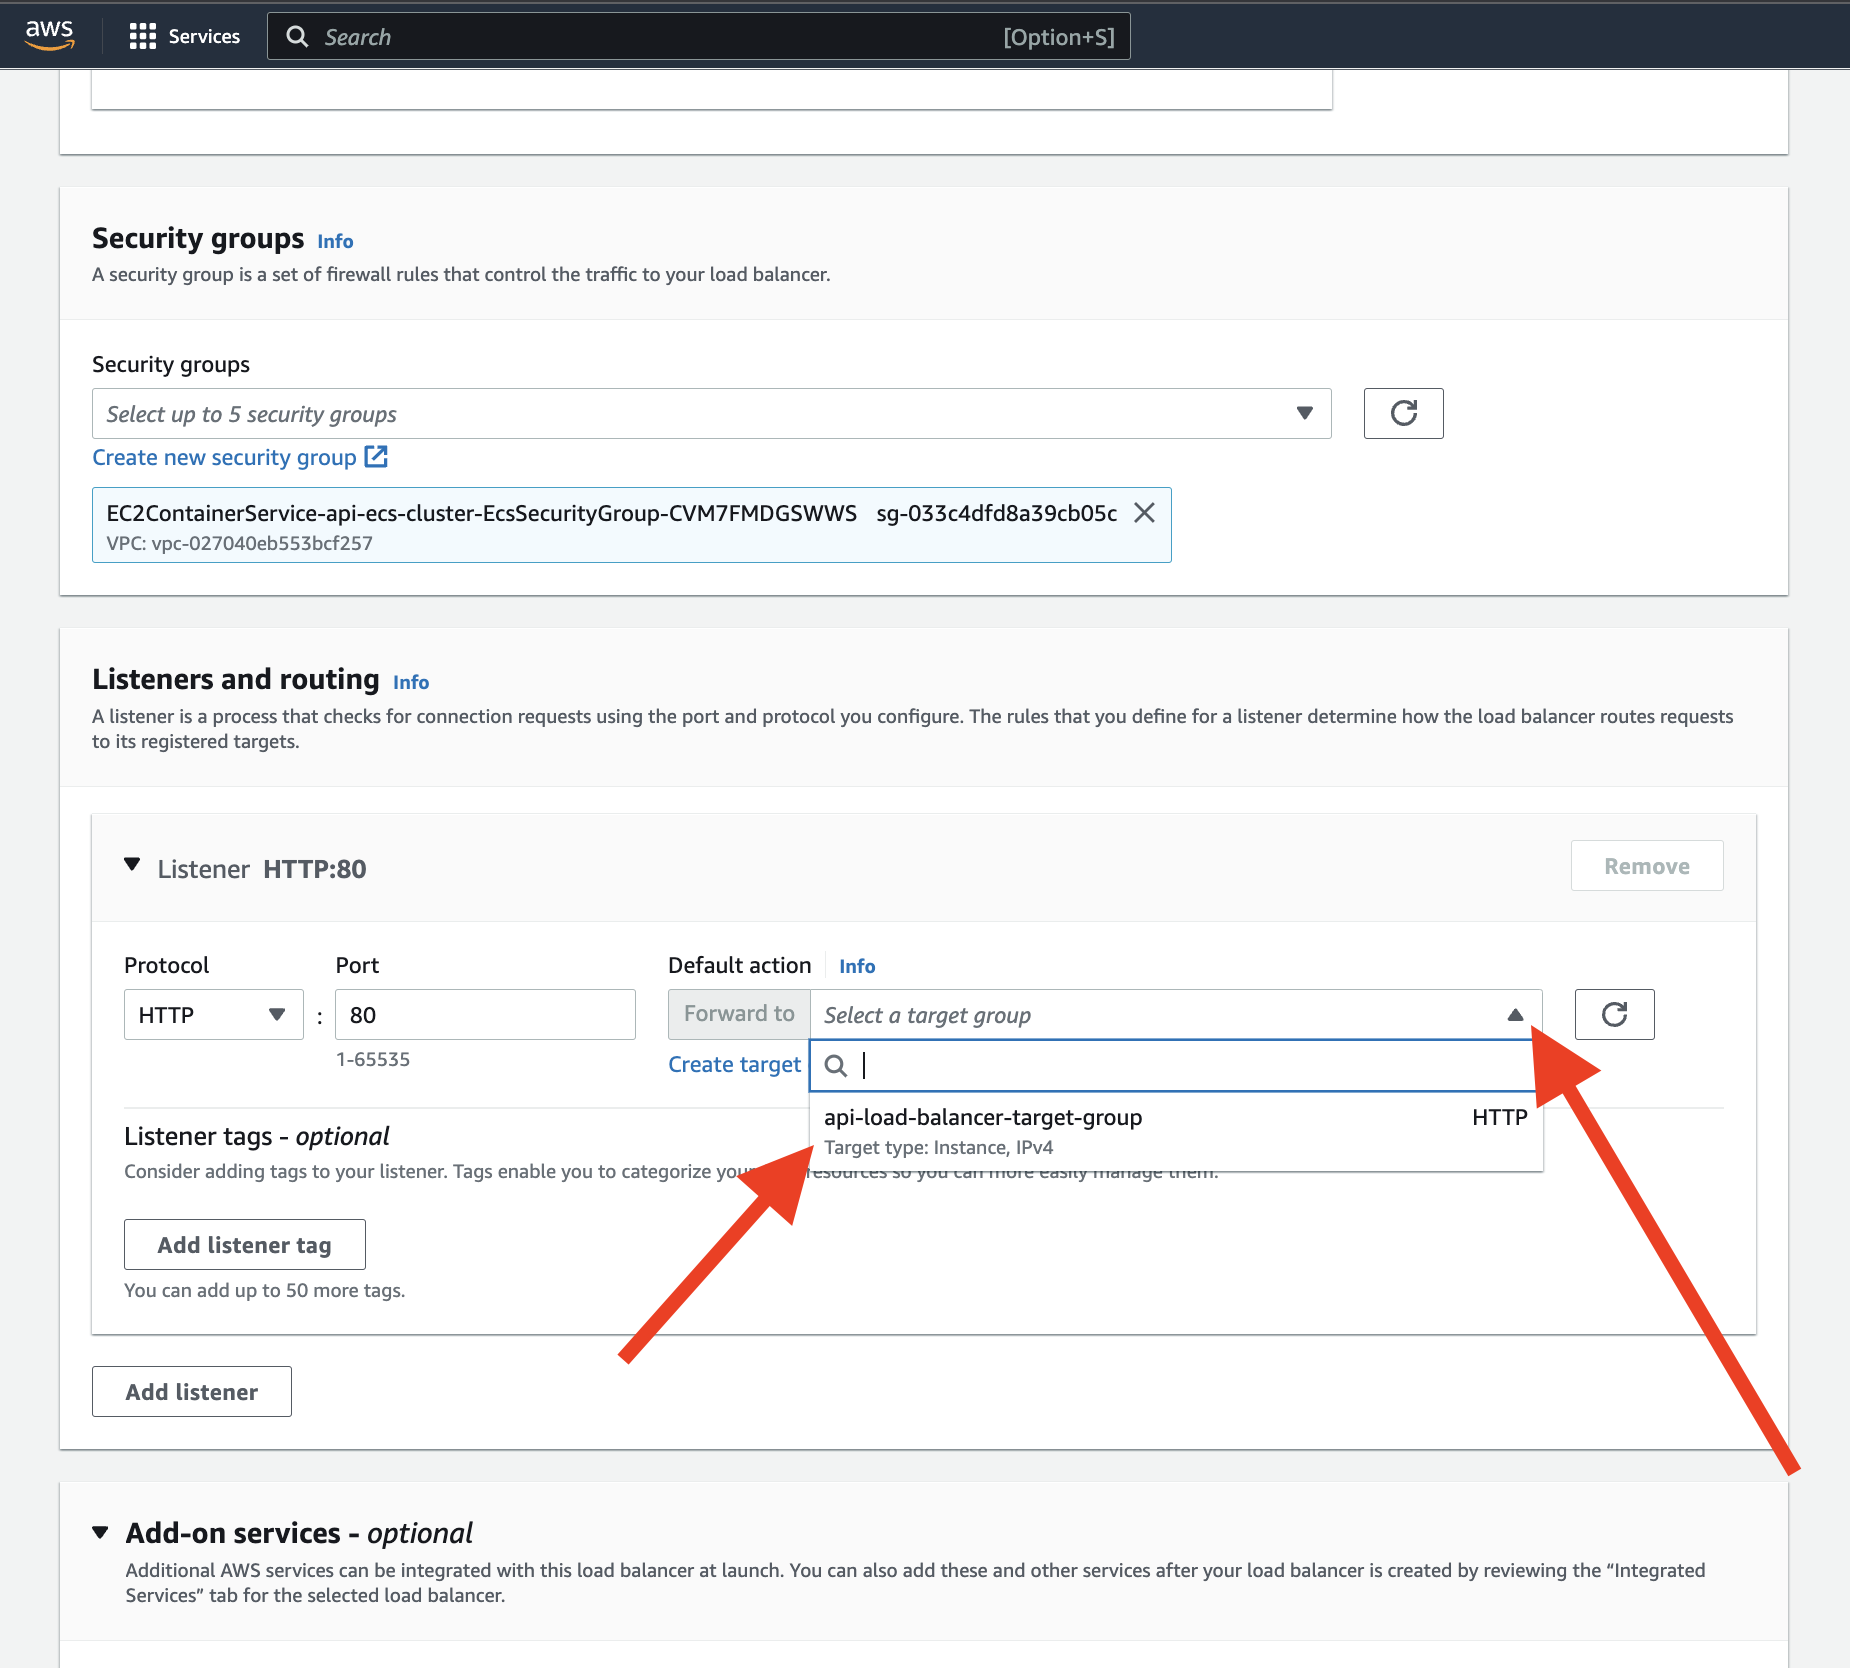 aws
Services
Search
[Option+S]
Security groups Info
A security group is a set of firewall rules that control the traffic to your load balancer.
Security groups
Select up to 5 security groups
Create new security group
EC2ContainerService-api-ecs-cluster-EcsSecurityGroup-CVM7FMDGSWWS sg-033c4dfd8a39cb05c
VPC: vpc-027040eb553bcf257
Listeners and routing Info
A listener is a process that checks for connection requests using the port and protocol you configure. The rules that you define for a listener determine how the load balancer routes requests
to its registered targets.
Listener HTTP:80
Remove
Protocol
Port
Default action Info
HTTP
:
80
Forward to
Select a target group
1-65535
Create target
api-load-balancer-target-group
HTTP
Target type: Instance, IPv4
Listener tags - optional
Consider adding tags to your listener. Tags enable you to categorize your resources so you can more easily manage them.
Add listener tag
You can add up to 50 more tags.
Add listener
Add-on services - optional
Additional AWS services can be integrated with this load balancer at launch. You can also add these and other services after your load balancer is created by reviewing the “Integrated
Services” tab for the selected load balancer.